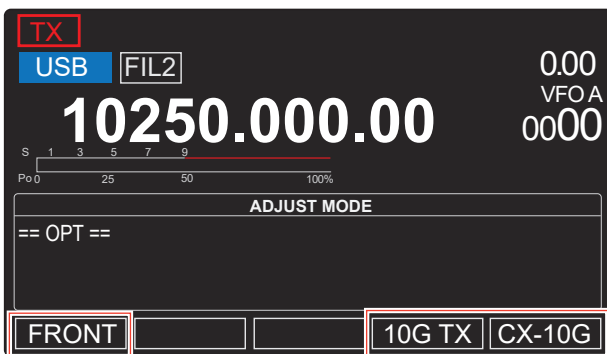 TX
USB FIL2 0.00
VFO A
10250.000.00 0000
S 1 3 5 7 9
Po 0 25 50 100%
ADJUST MODE
== OPT ==
FRONT 10G TX CX-10G